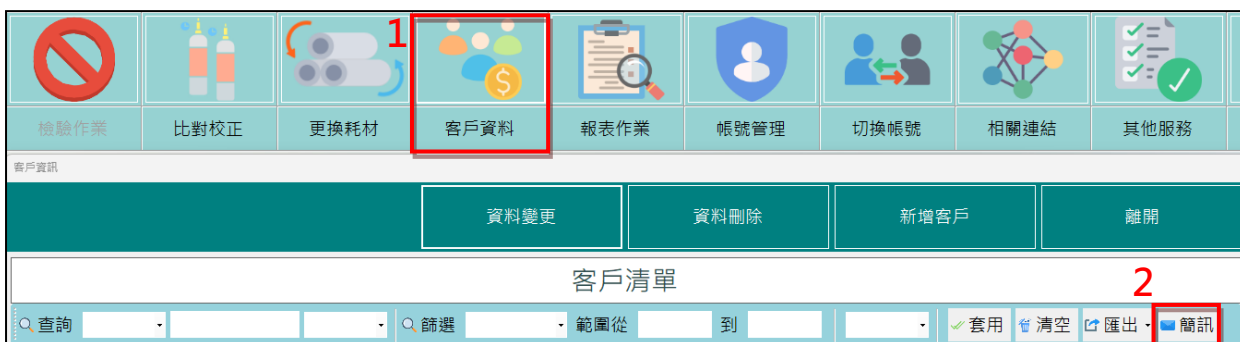 1
檢驗作業 比對校正 更換耗材 客戶資料 報表作業 帳號管理 切換帳號 相關連結 其他服務
客戶資訊
資料變更 資料刪除 新增客戶 離開
客戶清單
2
查詢 篩選 範圍從 到 套用 清空 匯出 簡訊